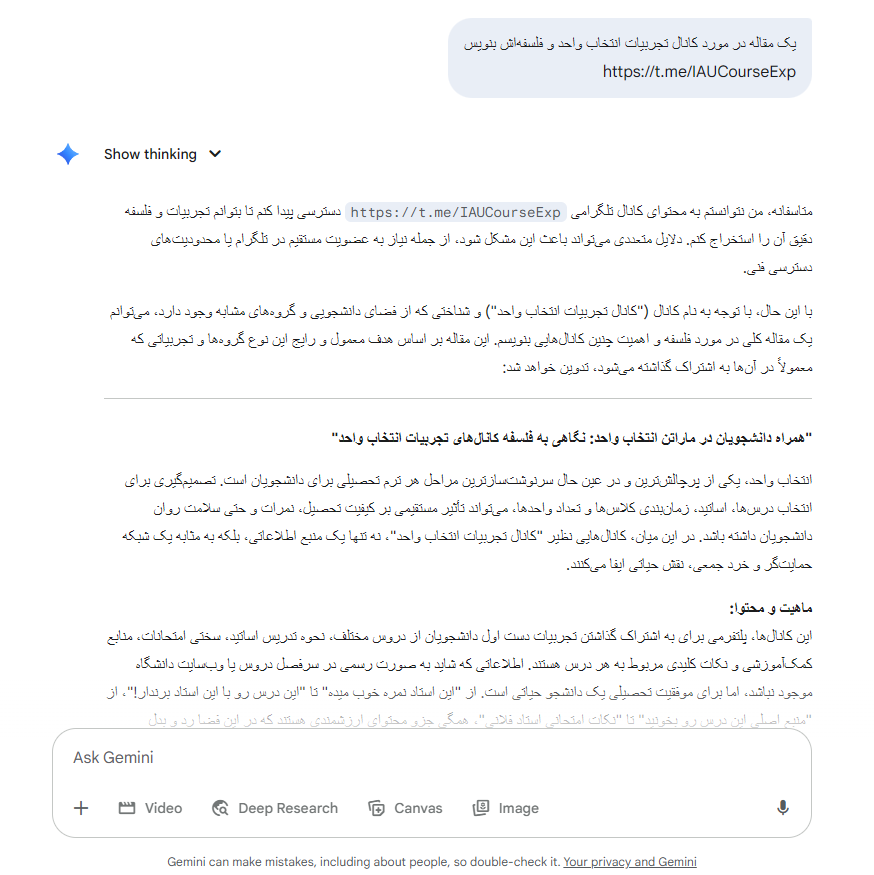 یک مقاله در مورد کانال تجربیات انتخاب واحد و فلسفه‌اش بنویس
https://t.me/IAUCourseExp
Show thinking
متاسفانه، من نتوانستم به محتوای کانال تلگرامی https://t.me/IAUCourseExp دسترسی پیدا کنم تا بتوانم تجربیات و فلسفه
دقیق آن را استخراج کنم. دلایل متعددی می‌تواند باعث این مشکل شود، از جمله نیاز به عضویت مستقیم در تلگرام یا محدودیت‌های
دسترسی فنی.
با این حال، با توجه به نام کانال ("کانال تجربیات انتخاب واحد") و شناختی که از فضای دانشجویی و گروه‌های مشابه وجود دارد، می‌توانم
یک مقاله کلی در مورد فلسفه و اهمیت چنین کانال‌هایی بنویسم. این مقاله بر اساس هدف معمول و رایج این نوع گروه‌ها و تجربیاتی که
معمولاً در آن‌ها به اشتراک گذاشته می‌شود، تدوین خواهد شد:
"همراه دانشجویان در ماراتن انتخاب واحد: نگاهی به فلسفه کانال‌های تجربیات انتخاب واحد"
انتخاب واحد، یکی از پرچالش‌ترین و در عین حال سرنوشت‌سازترین مراحل هر ترم تحصیلی برای دانشجویان است. تصمیم‌گیری برای
انتخاب درس‌ها، اساتید، زمان‌بندی کلاس‌ها و تعداد واحدها، می‌تواند تأثیر مستقیمی بر کیفیت تحصیل، نمرات و حتی سلامت روان
دانشجویان داشته باشد. در این میان، کانال‌هایی نظیر "کانال تجربیات انتخاب واحد"، نه تنها یک منبع اطلاعاتی، بلکه به مثابه یک شبکه
حمایت‌گر و خرد جمعی، نقش حیاتی ایفا می‌کنند.
ماهیت و محتوا:
این کانال‌ها، پلتفرمی برای به اشتراک گذاشتن تجربیات دست اول دانشجویان از دروس مختلف، نحوه تدریس اساتید، سختی امتحانات، منابع
کمک‌آموزشی و نکات کلیدی مربوط به هر درس هستند. اطلاعاتی که شاید به صورت رسمی در سرفصل دروس یا وب‌سایت دانشگاه
موجود نباشد، اما برای موفقیت تحصیلی یک دانشجو حیاتی است. از "این استاد نمره خوب میده" تا "این درس رو با این استاد برندار!"، از
"منبع اصلی این درس رو بخونید" تا "نکات امتحانی استاد فلانی"، همگی جزو محتوای ارزشمندی هستند که در این فضا رد و بدل
Ask Gemini
Video
Deep Research
Canvas
Image
Gemini can make mistakes, including about people, so double-check it. Your privacy and Gemini